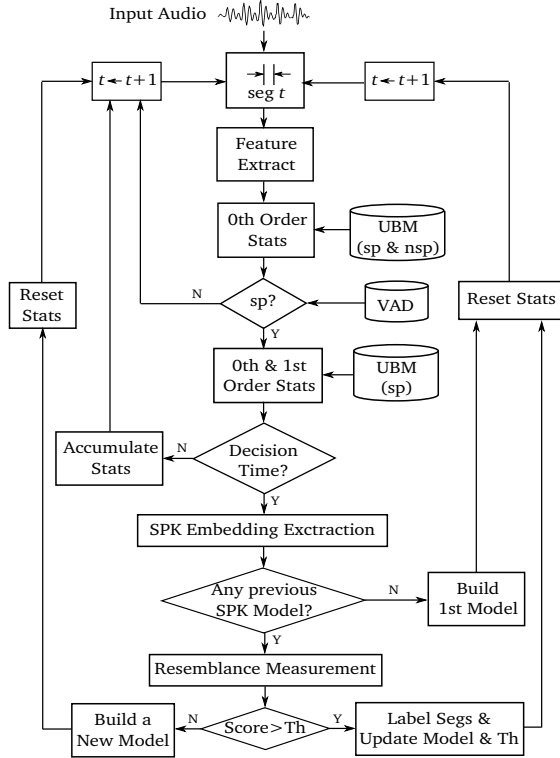 Input Audio
t ← t+1
seg t
t ← t+1
Feature
Extract
0th Order
Stats
UBM
(sp & nsp)
Reset
Stats
N
sp?
VAD
Reset Stats
Y
0th & 1st
Order Stats
UBM
(sp)
Accumulate
Stats
N
Decision
Time?
Y
SPK Embedding Exctraction
Any previous
SPK Model?
N
Build
1st Model
Y
Resemblance Measurement
Build a
New Model
N
Score>Th
Y
Label Segs &
Update Model & Th